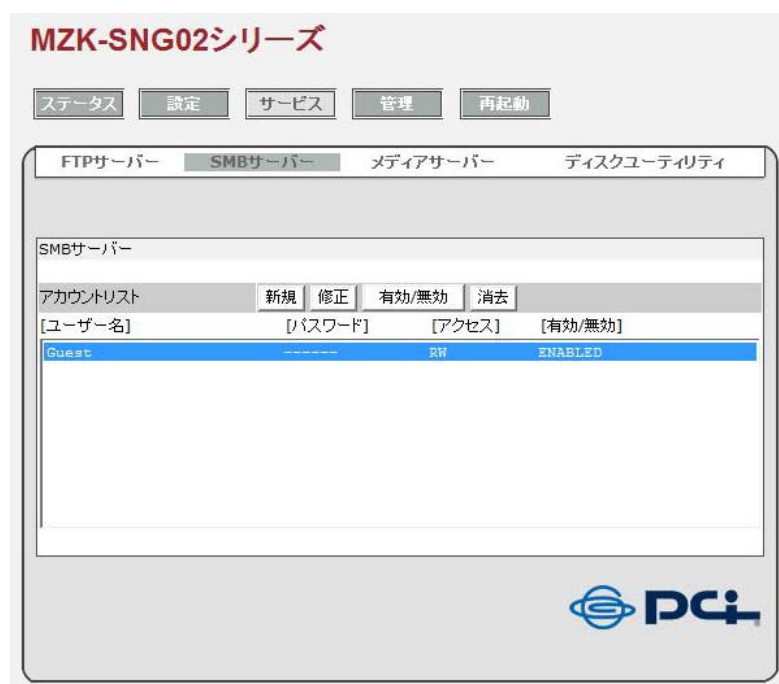 MZK-SNG02シリーズ
ステータス 設定 サービス 管理 再起動
FTPサーバー SMBサーバー メディアサーバー ディスクユーティリティ
SMBサーバー
アカウントリスト 新規 修正 有効/無効 消去
[ユーザー名] [パスワード] [アクセス] [有効/無効]
Guest ------ RW ENABLED
PCi